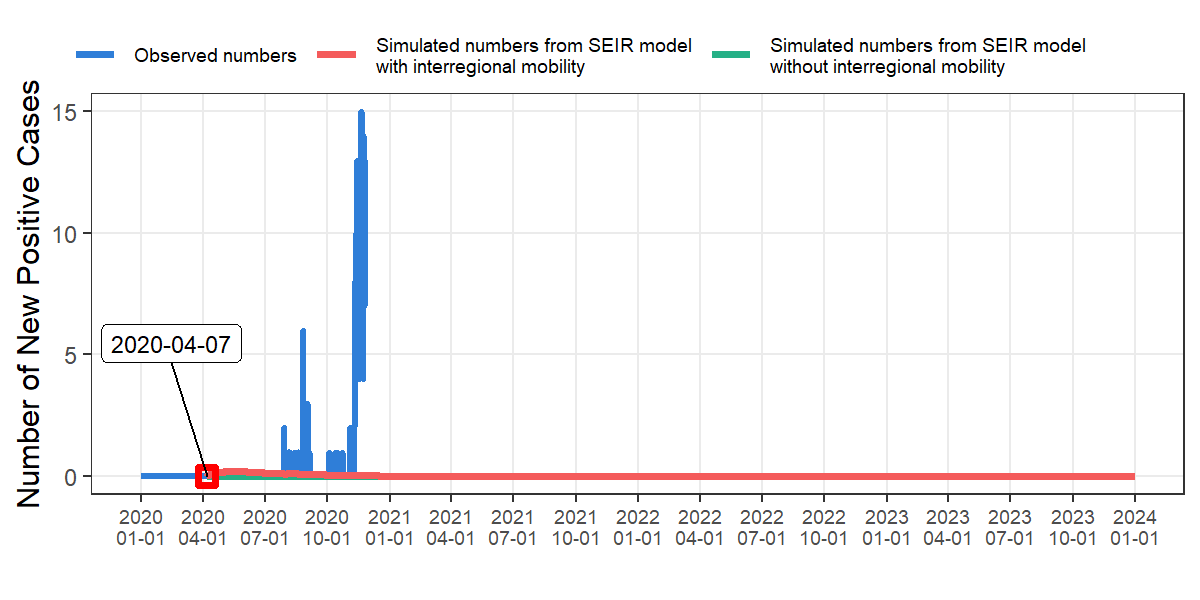 Observed numbers
Simulated numbers from SEIR model
with interregional mobility
Simulated numbers from SEIR model
without interregional mobility
Number of New Positive Cases
15
10
5
0
2020-04-07
2020 2020 2020 2020 2021 2021 2021 2021 2022 2022 2022 2022 2023 2023 2023 2023 2024
01-01 04-01 07-01 10-01 01-01 04-01 07-01 10-01 01-01 04-01 07-01 10-01 01-01 04-01 07-01 10-01 01-01